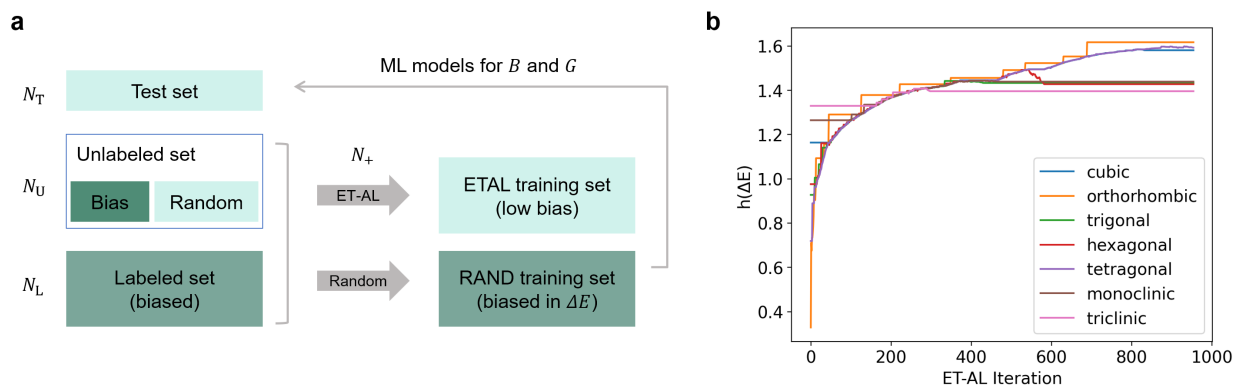 a
ML models for B and G
N_T
Test set
Unlabeled set
N_U
Bias
Random
N_+
ET-AL
ETAL training set
(low bias)
N_L
Labeled set
(biased)
Random
RAND training set
(biased in ΔE)
b
h(ΔE)
1.6
1.4
1.2
1.0
0.8
0.6
0.4
cubic
orthorhombic
trigonal
hexagonal
tetragonal
monoclinic
triclinic
0
200
400
600
800
1000
ET-AL Iteration